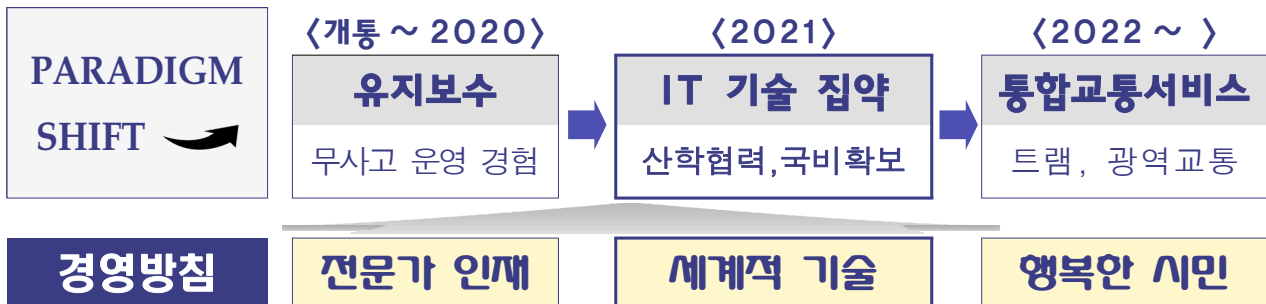 PARADIGM
SHIFT
〈개통 ~ 2020〉
유지보수
무사고 운영 경험
〈2021〉
IT 기술 집약
산학협력,국비확보
〈2022 ~ 〉
통합교통서비스
트램, 광역교통
경영방침
전문가 인재
세계적 기술
행복한 시민